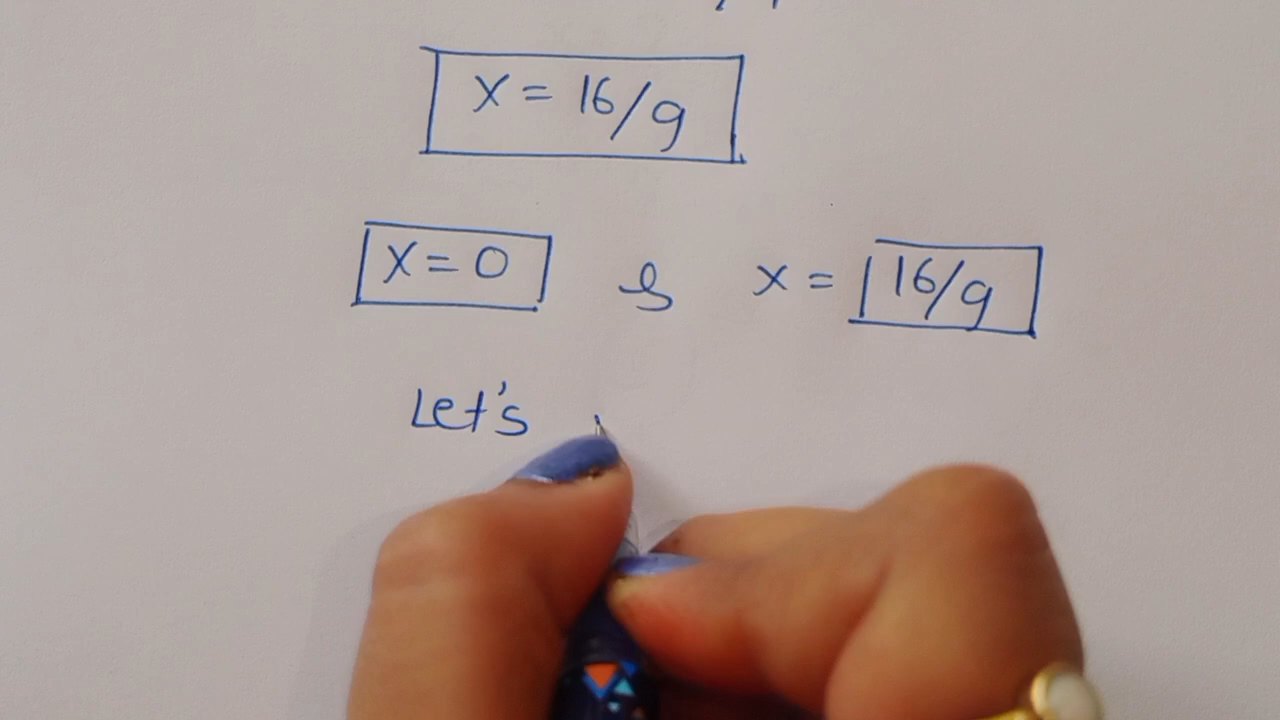 x = 16/9
x = 0 & x = 16/9
Let's